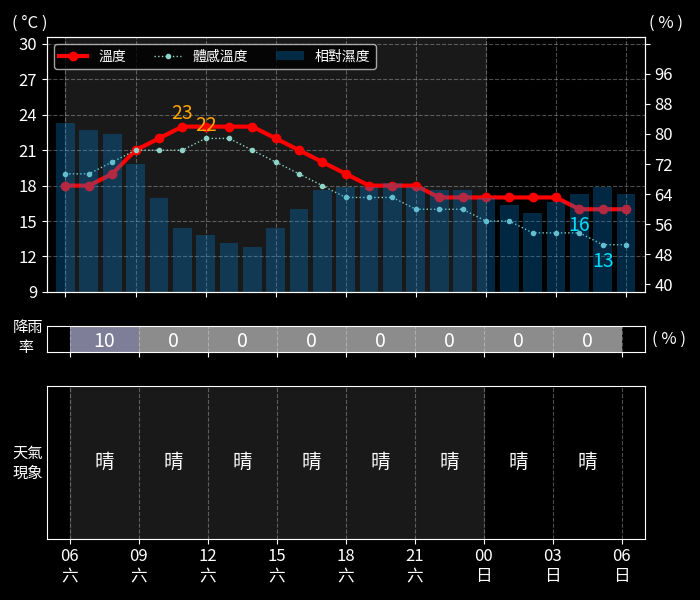 ( °C )
( % )
溫度
體感溫度
相對濕度
30
27
24
21
18
15
12
9
96
88
80
72
64
56
48
40
23
22
16
13
降雨
率
10 0 0 0 0 0 0 0
( % )
天氣
現象
晴 晴 晴 晴 晴 晴 晴 晴
06 09 12 15 18 21 00 03 06
六 六 六 六 六 六 日 日 日